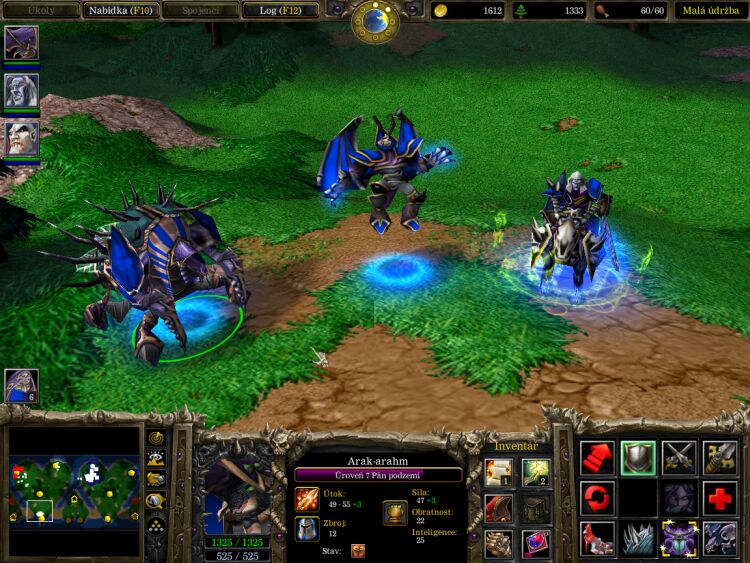 Úkoly
Nabídka (F10)
Spojenci
Log (F12)
1612
1333
60/60
Malá údržba
6
Arak-arahm
Úroveň 7 Pán podzemí
Útok:
49 - 55 +3
Zbroj:
12
Síla:
47 +3
Obratnost:
22
Inteligence:
25
Stav:
1325 / 1325
525 / 525
Inventář
1
2